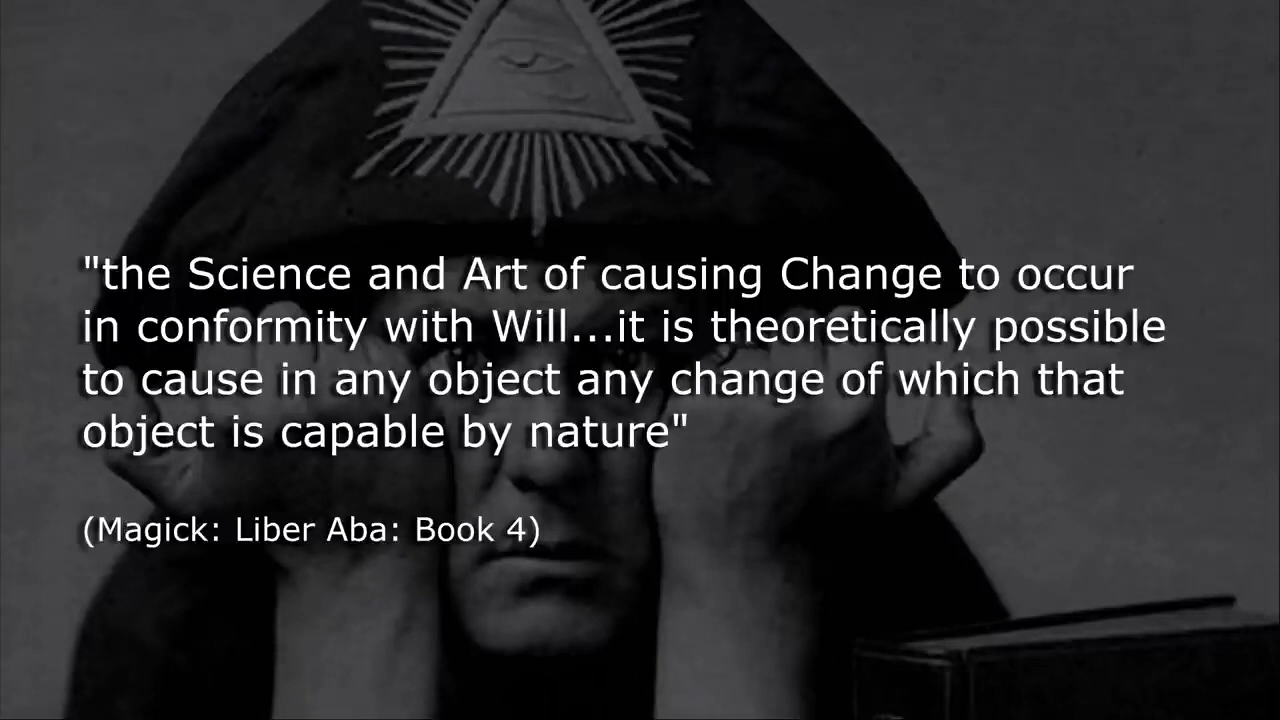 "the Science and Art of causing Change to occur
in conformity with Will...it is theoretically possible
to cause in any object any change of which that
object is capable by nature"
(Magick: Liber Aba: Book 4)